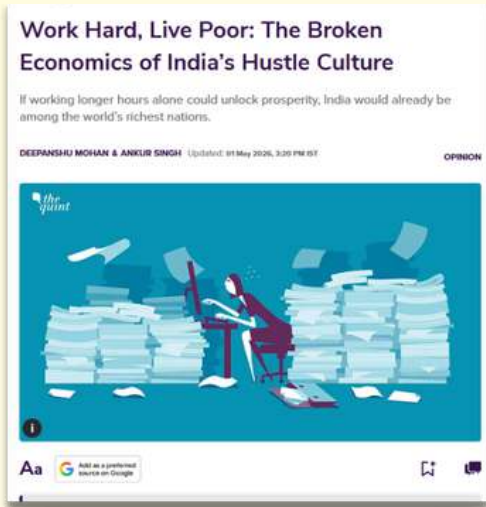 Work Hard, Live Poor: The Broken
Economics of India's Hustle Culture
If working longer hours alone could unlock prosperity, India would already be
among the world's richest nations.
DEEPANSHU MOHAN & ANKUR SINGH Updated: 01 May 2026, 3:20 PM IST
OPINION
the
quint
i
Aa
G Add as a preferred
source on Google